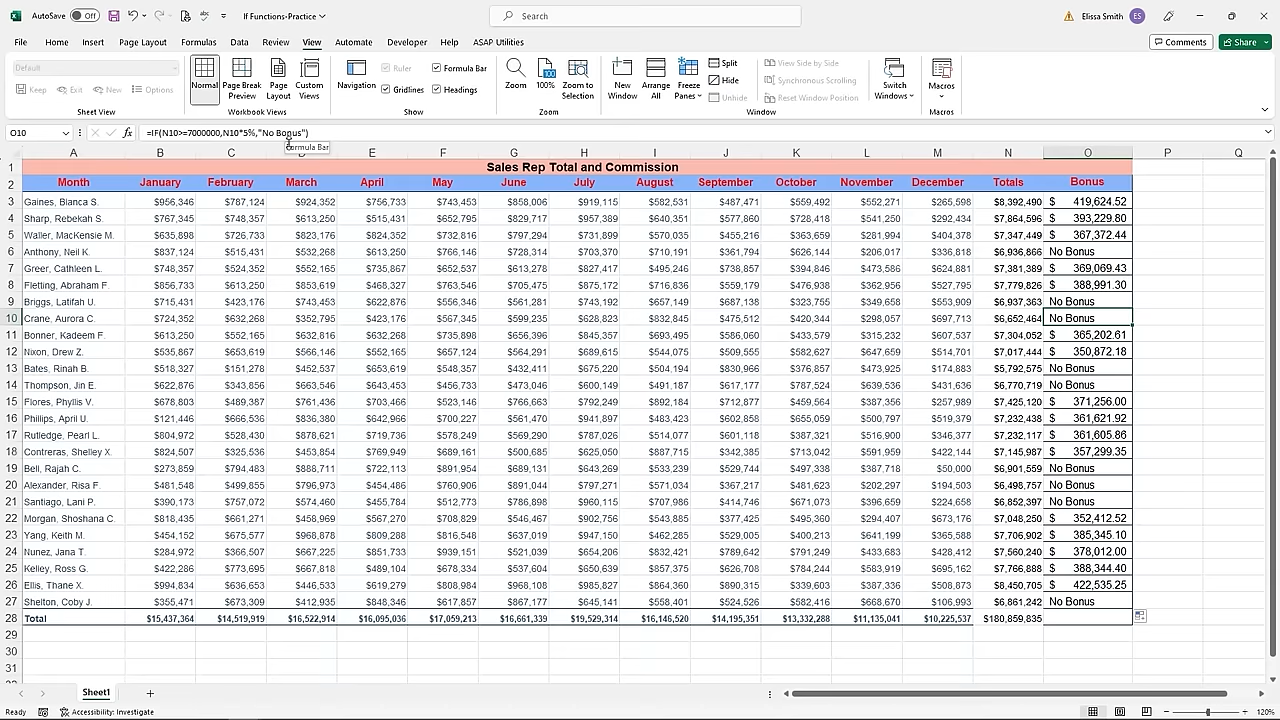 AutoSave Off If Functions-Practice Search Elissa Smith ES
File Home Insert Page Layout Formulas Data Review View Automate Developer Help ASAP Utilities Comments Share
Default Keep Exit New Options Sheet View
Normal Page Break Preview Page Layout Custom Views Workbook Views
Navigation Ruler Gridlines Formula Bar Headings Show
Zoom 100% Zoom to Selection Zoom
New Window Arrange All Freeze Panes Split Hide Unhide View Side by Side Synchronous Scrolling Reset Window Position Switch Windows Window
Macros Macros
O10 fx =IF(N10>=7000000,N10*5%,"No Bonus")
Formula Bar
A B C D E F G H I J K L M N O P Q
1 Sales Rep Total and Commission
2 Month January February March April May June July August September October November December Totals Bonus
3 Gaines, Bianca S. $956,346 $787,124 $924,352 $756,733 $743,453 $858,006 $919,115 $582,531 $487,471 $559,492 $552,271 $265,598 $8,392,490 $ 419,624.52
4 Sharp, Rebekah S. $767,345 $748,357 $613,250 $515,431 $652,795 $829,717 $957,389 $640,351 $577,860 $728,418 $541,250 $292,434 $7,864,596 $ 393,229.80
5 Waller, MacKensie M. $635,898 $726,733 $823,176 $824,352 $732,816 $797,294 $731,899 $570,035 $455,216 $363,659 $281,994 $404,378 $7,347,449 $ 367,372.44
6 Anthony, Neil K. $837,124 $515,431 $532,268 $613,250 $766,146 $728,314 $703,370 $710,191 $361,794 $626,144 $206,017 $336,818 $6,936,866 No Bonus
7 Greer, Cathleen L. $748,357 $524,352 $552,165 $735,867 $652,537 $613,278 $827,417 $495,246 $738,857 $394,846 $473,586 $624,881 $7,381,389 $ 369,069.43
8 Fletting, Abraham F. $856,733 $613,250 $853,619 $468,327 $763,546 $705,475 $875,172 $716,836 $559,179 $476,938 $362,956 $527,795 $7,779,826 $ 388,991.30
9 Briggs, Latifah U. $715,431 $423,176 $743,453 $622,876 $556,346 $561,281 $743,192 $657,149 $687,138 $323,755 $349,658 $553,909 $6,937,363 No Bonus
10 Crane, Aurora C. $724,352 $632,268 $352,795 $423,176 $567,345 $599,235 $628,823 $832,845 $475,512 $420,344 $298,057 $697,713 $6,652,464 No Bonus
11 Bonner, Kadeem F. $613,250 $552,165 $632,816 $632,268 $735,898 $656,396 $845,357 $693,495 $586,060 $433,579 $315,232 $607,537 $7,304,052 $ 365,202.61
12 Nixon, Drew Z. $535,867 $653,619 $566,146 $552,165 $657,124 $564,291 $689,615 $544,075 $509,555 $582,627 $647,659 $514,701 $7,017,444 $ 350,872.18
13 Bates, Rinah B. $518,327 $151,278 $452,537 $653,619 $548,357 $432,411 $675,220 $504,194 $830,966 $376,857 $473,925 $174,883 $5,792,575 No Bonus
14 Thompson, Jin E. $622,876 $343,856 $663,546 $643,453 $456,733 $473,046 $600,149 $491,187 $617,177 $787,524 $639,536 $431,636 $6,770,719 No Bonus
15 Flores, Phyllis V. $678,803 $489,387 $761,436 $703,466 $523,146 $766,663 $792,249 $892,184 $712,877 $459,564 $387,356 $257,989 $7,425,120 $ 371,256.00
16 Phillips, April U. $121,446 $666,536 $836,380 $642,966 $700,227 $561,470 $941,897 $483,423 $602,858 $655,059 $500,797 $519,379 $7,232,438 $ 361,621.92
17 Rutledge, Pearl L. $804,972 $528,430 $878,621 $719,736 $578,249 $569,290 $787,026 $514,077 $601,118 $387,321 $516,900 $346,377 $7,232,117 $ 361,605.86
18 Contreras, Shelley X. $824,507 $325,536 $453,854 $769,949 $689,161 $500,685 $625,050 $887,715 $342,385 $713,042 $591,959 $422,144 $7,145,987 $ 357,299.35
19 Bell, Rajah C. $273,859 $794,483 $888,711 $722,113 $891,954 $689,131 $643,269 $533,239 $529,744 $497,338 $387,718 $50,000 $6,901,559 No Bonus
20 Alexander, Risa F. $481,548 $499,855 $796,973 $454,486 $760,906 $891,044 $797,271 $571,034 $367,217 $481,623 $202,297 $194,503 $6,498,757 No Bonus
21 Santiago, Lani P. $390,173 $757,072 $574,460 $455,784 $512,773 $786,898 $960,115 $707,986 $414,746 $671,073 $396,659 $224,658 $6,852,397 No Bonus
22 Morgan, Shoshana C. $818,435 $661,271 $458,969 $567,270 $708,829 $546,467 $902,756 $543,885 $377,425 $495,360 $294,407 $673,176 $7,048,250 $ 352,412.52
23 Yang, Keith M. $454,152 $675,577 $968,878 $609,288 $816,548 $637,019 $947,150 $462,285 $529,005 $400,213 $641,199 $365,588 $7,706,902 $ 385,345.10
24 Nunez, Jana T. $284,972 $366,507 $667,225 $851,733 $939,151 $521,039 $654,206 $832,421 $789,642 $791,249 $433,683 $428,412 $7,560,240 $ 378,012.00
25 Kelley, Ross G. $422,286 $773,695 $667,818 $489,104 $678,334 $537,604 $650,639 $857,375 $626,708 $784,244 $583,919 $695,162 $7,766,888 $ 388,344.40
26 Ellis, Thane X. $994,834 $636,653 $446,533 $619,279 $808,984 $968,108 $985,827 $864,360 $890,315 $339,603 $387,336 $508,873 $8,450,705 $ 422,535.25
27 Shelton, Coby J. $355,471 $673,309 $412,935 $848,346 $617,857 $867,177 $645,141 $558,401 $524,526 $582,416 $668,670 $106,993 $6,861,242 No Bonus
28 Total $15,437,364 $14,519,919 $16,522,914 $16,095,036 $17,059,213 $16,661,339 $19,529,314 $16,146,520 $14,195,351 $13,332,288 $11,135,041 $10,225,537 $180,859,835
29
30
31
Sheet1
Ready Accessibility: Investigate 120%